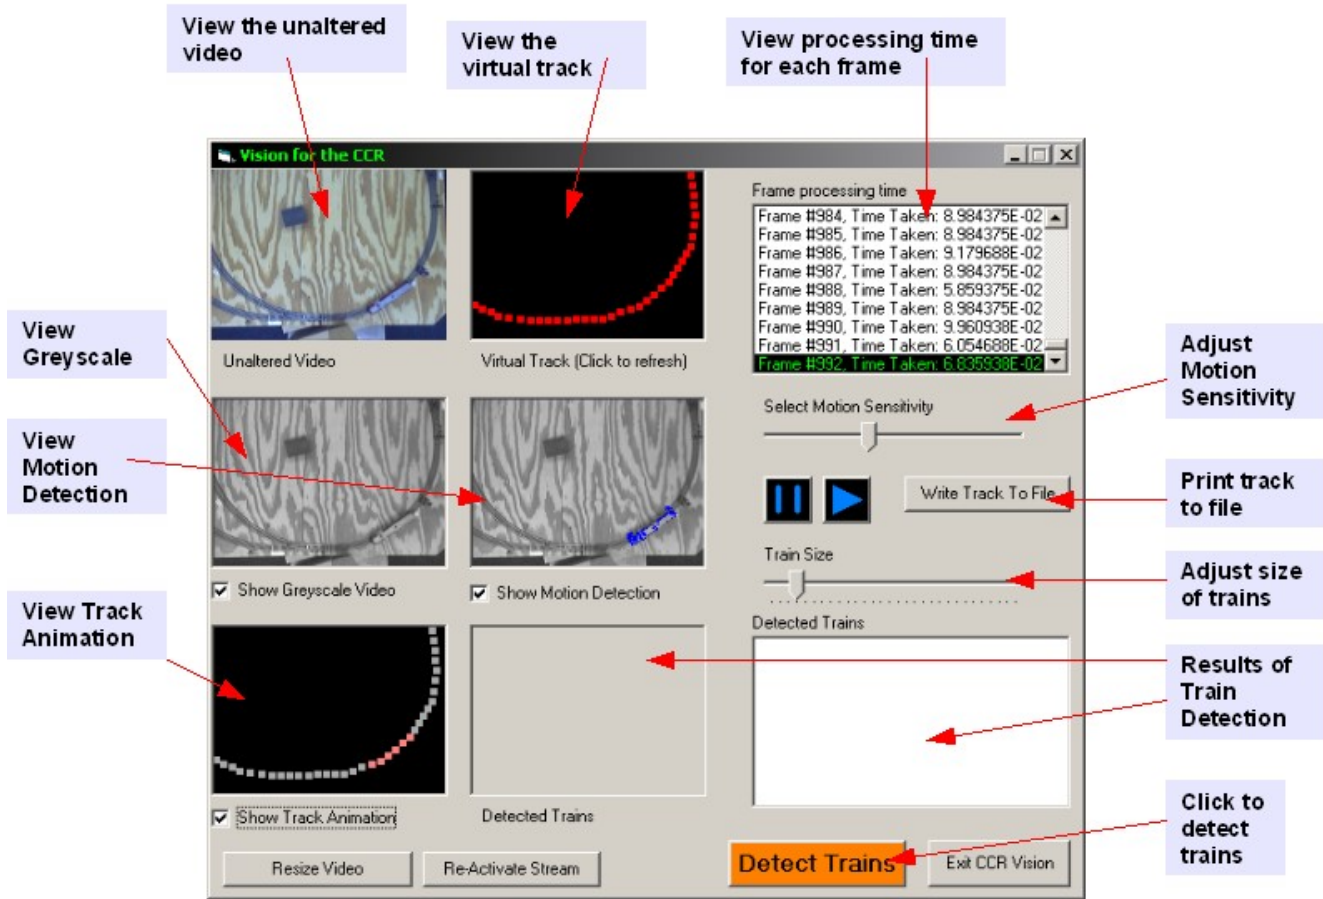 View the unaltered
video
View the
virtual track
View processing time
for each frame
Vision for the CCR
Frame processing time
Frame #984, Time Taken: 8.984375E-02
Frame #985, Time Taken: 8.984375E-02
Frame #986, Time Taken: 9.179688E-02
Frame #987, Time Taken: 8.984375E-02
Frame #988, Time Taken: 5.859375E-02
Frame #989, Time Taken: 8.984375E-02
Frame #990, Time Taken: 9.960938E-02
Frame #991, Time Taken: 6.054688E-02
Frame #992, Time Taken: 6.835938E-02
View
Greyscale
Unaltered Video
Virtual Track (Click to refresh)
Adjust
Motion
Sensitivity
Select Motion Sensitivity
View
Motion
Detection
Write Track To File
Print track
to file
Train Size
Adjust size
of trains
Show Greyscale Video
Show Motion Detection
View Track
Animation
Detected Trains
Results of
Train
Detection
Show Track Animation
Detected Trains
Click to
detect
trains
Resize Video
Re-Activate Stream
Detect Trains
Exit CCR Vision